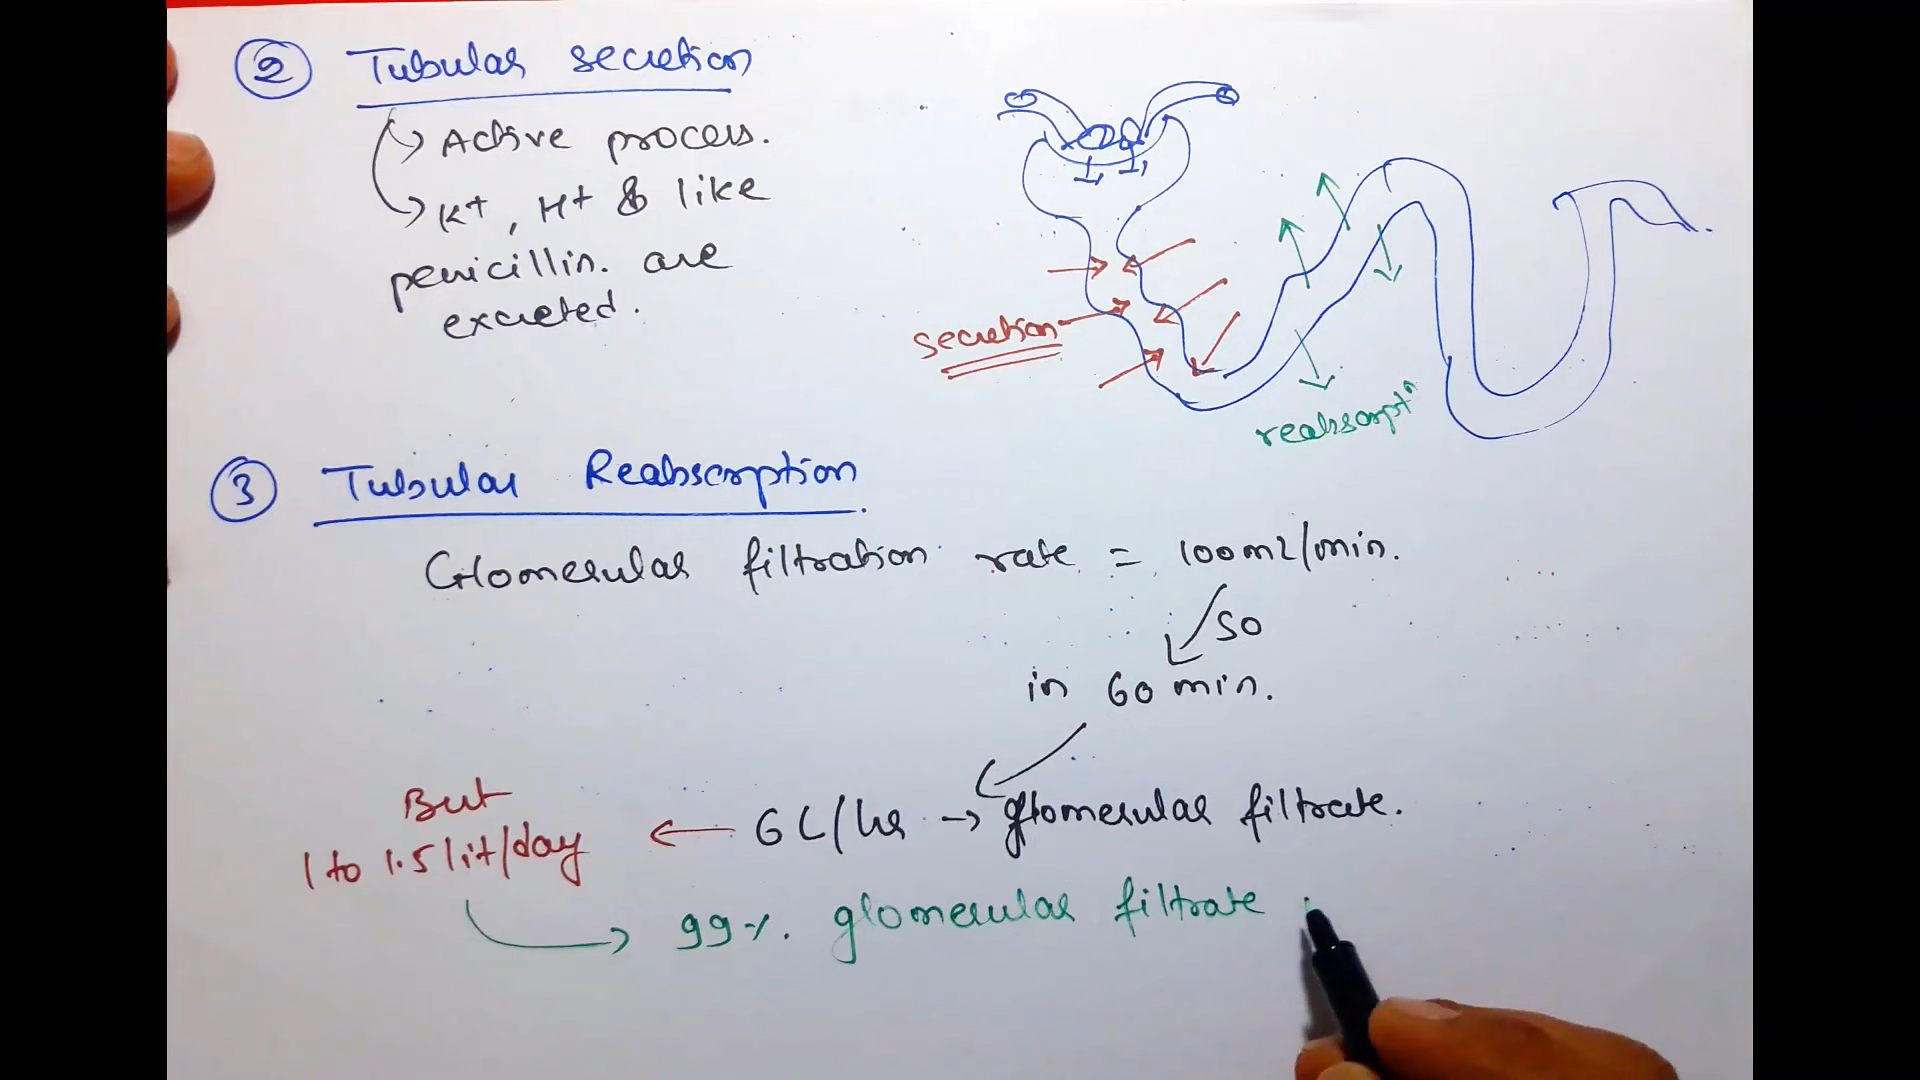 ② Tubular secretion
→ Active process.
→ K+, H+ & like
penicillin. are
excreted.
secretion
reabsorptⁿ
③ Tubular Reabsorption
Glomerular filtration rate = 100ml/min.
so
in 60 min.
But
1 to 1.5 lit/day ← 6L/hr → glomerular filtrate.
→ 99%. glomerular filtrate